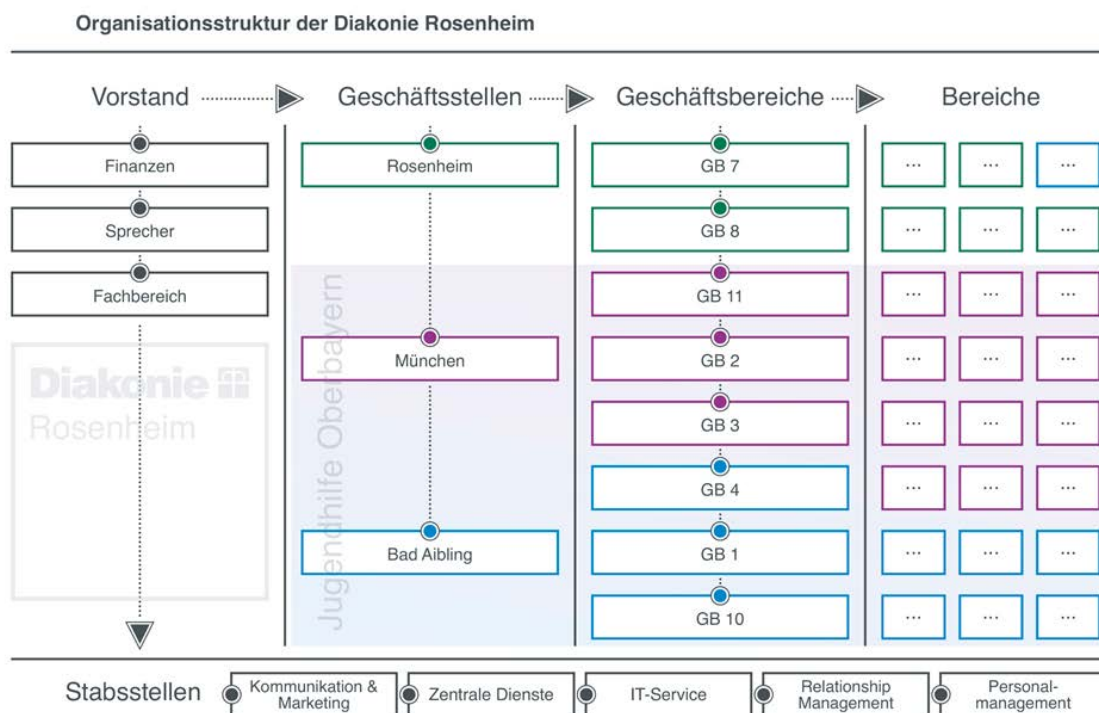 Organisationsstruktur der Diakonie Rosenheim
Vorstand
Geschäftsstellen
Geschäftsbereiche
Bereiche
Finanzen
Rosenheim
GB 7
...
...
...
Sprecher
GB 8
...
...
...
Fachbereich
GB 11
...
...
...
München
GB 2
...
...
...
Diakonie
Rosenheim
Jugendhilfe Oberbayern
GB 3
...
...
...
GB 4
...
...
...
Bad Aibling
GB 1
...
...
...
GB 10
...
...
...
Stabsstellen
Kommunikation &
Marketing
Zentrale Dienste
IT-Service
Relationship
Management
Personal-
management